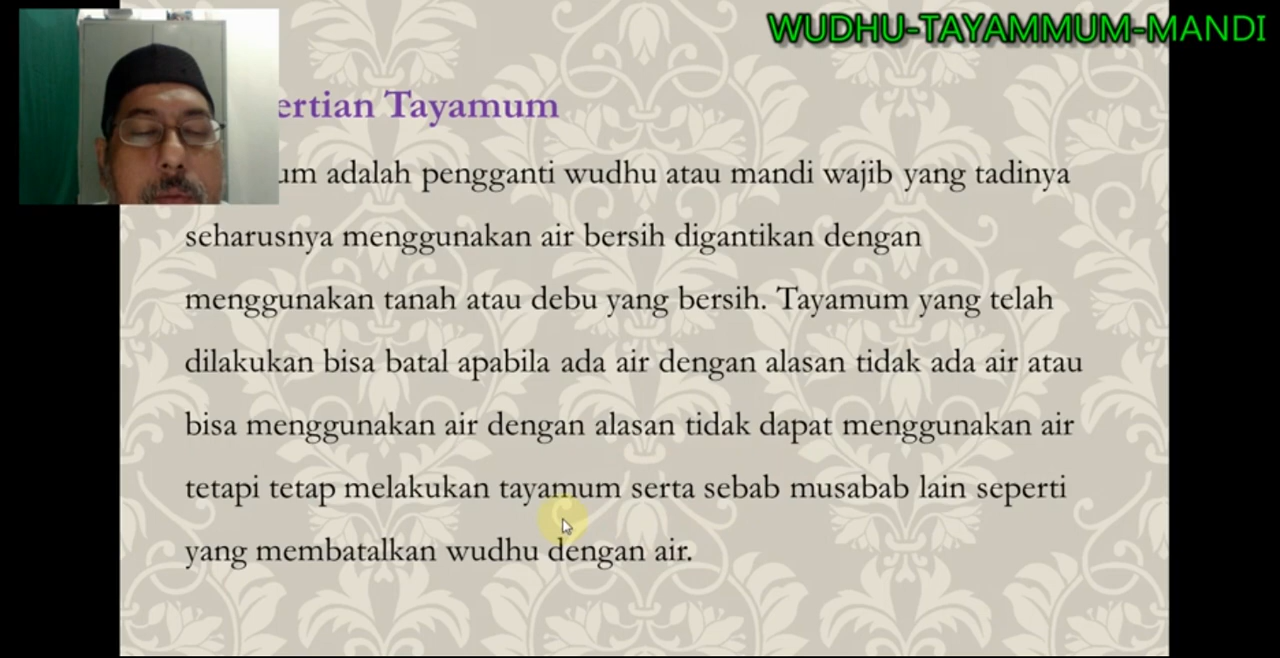 WUDHU-TAYAMMUM-MANDI
ertian Tayamum
um adalah pengganti wudhu atau mandi wajib yang tadinya
seharusnya menggunakan air bersih digantikan dengan
menggunakan tanah atau debu yang bersih. Tayamum yang telah
dilakukan bisa batal apabila ada air dengan alasan tidak ada air atau
bisa menggunakan air dengan alasan tidak dapat menggunakan air
tetapi tetap melakukan tayamum serta sebab musabab lain seperti
yang membatalkan wudhu dengan air.